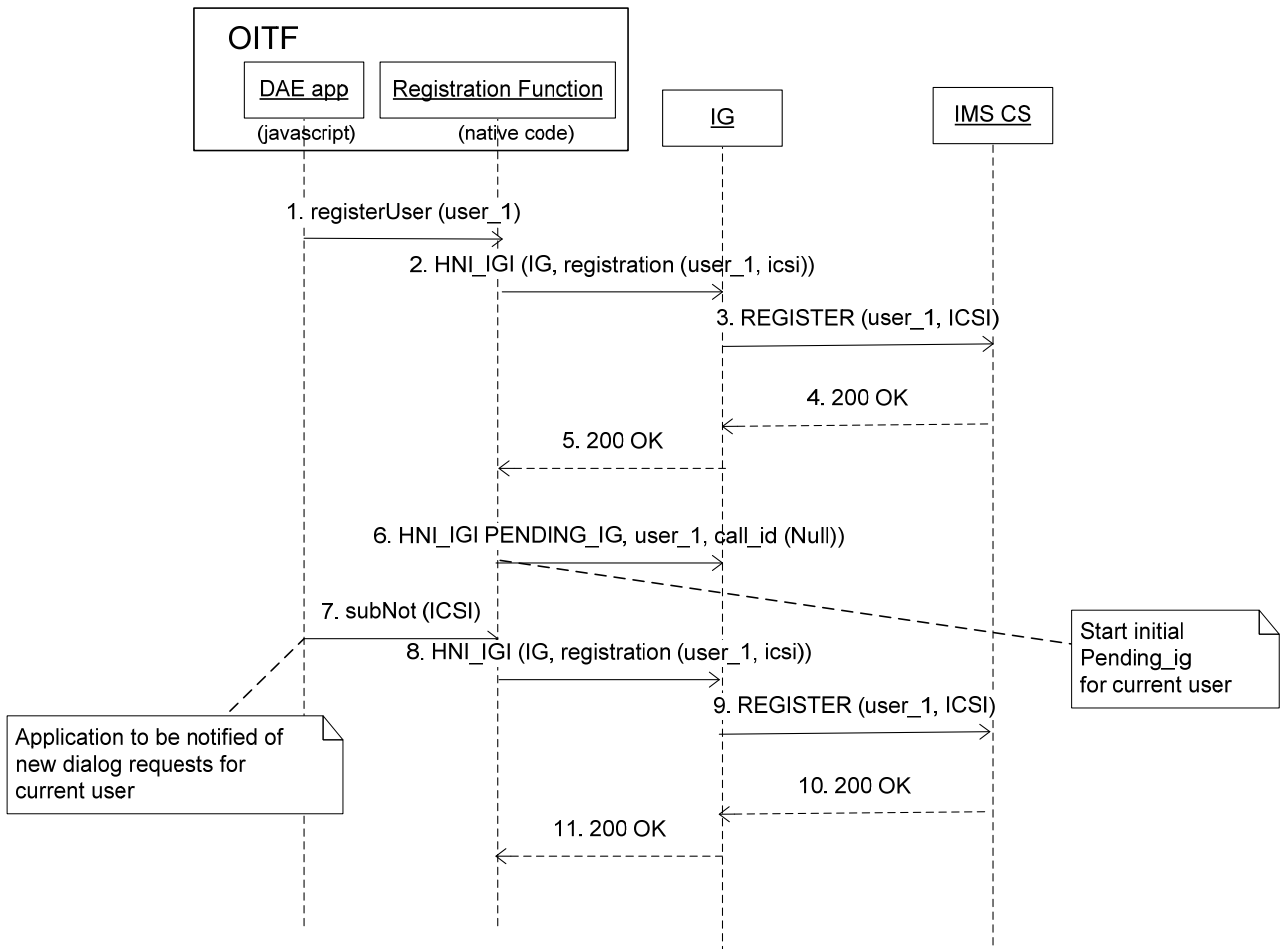 OITF
DAE app
(javascript)
Registration Function
(native code)
IG
IMS CS
1. registerUser (user_1)
2. HNI_IGI (IG, registration (user_1, icsi))
3. REGISTER (user_1, ICSI)
4. 200 OK
5. 200 OK
6. HNI_IGI PENDING_IG, user_1, call_id (Null))
7. subNot (ICSI)
8. HNI_IGI (IG, registration (user_1, icsi))
Start initial
Pending_ig
for current user
9. REGISTER (user_1, ICSI)
Application to be notified of
new dialog requests for
current user
10. 200 OK
11. 200 OK